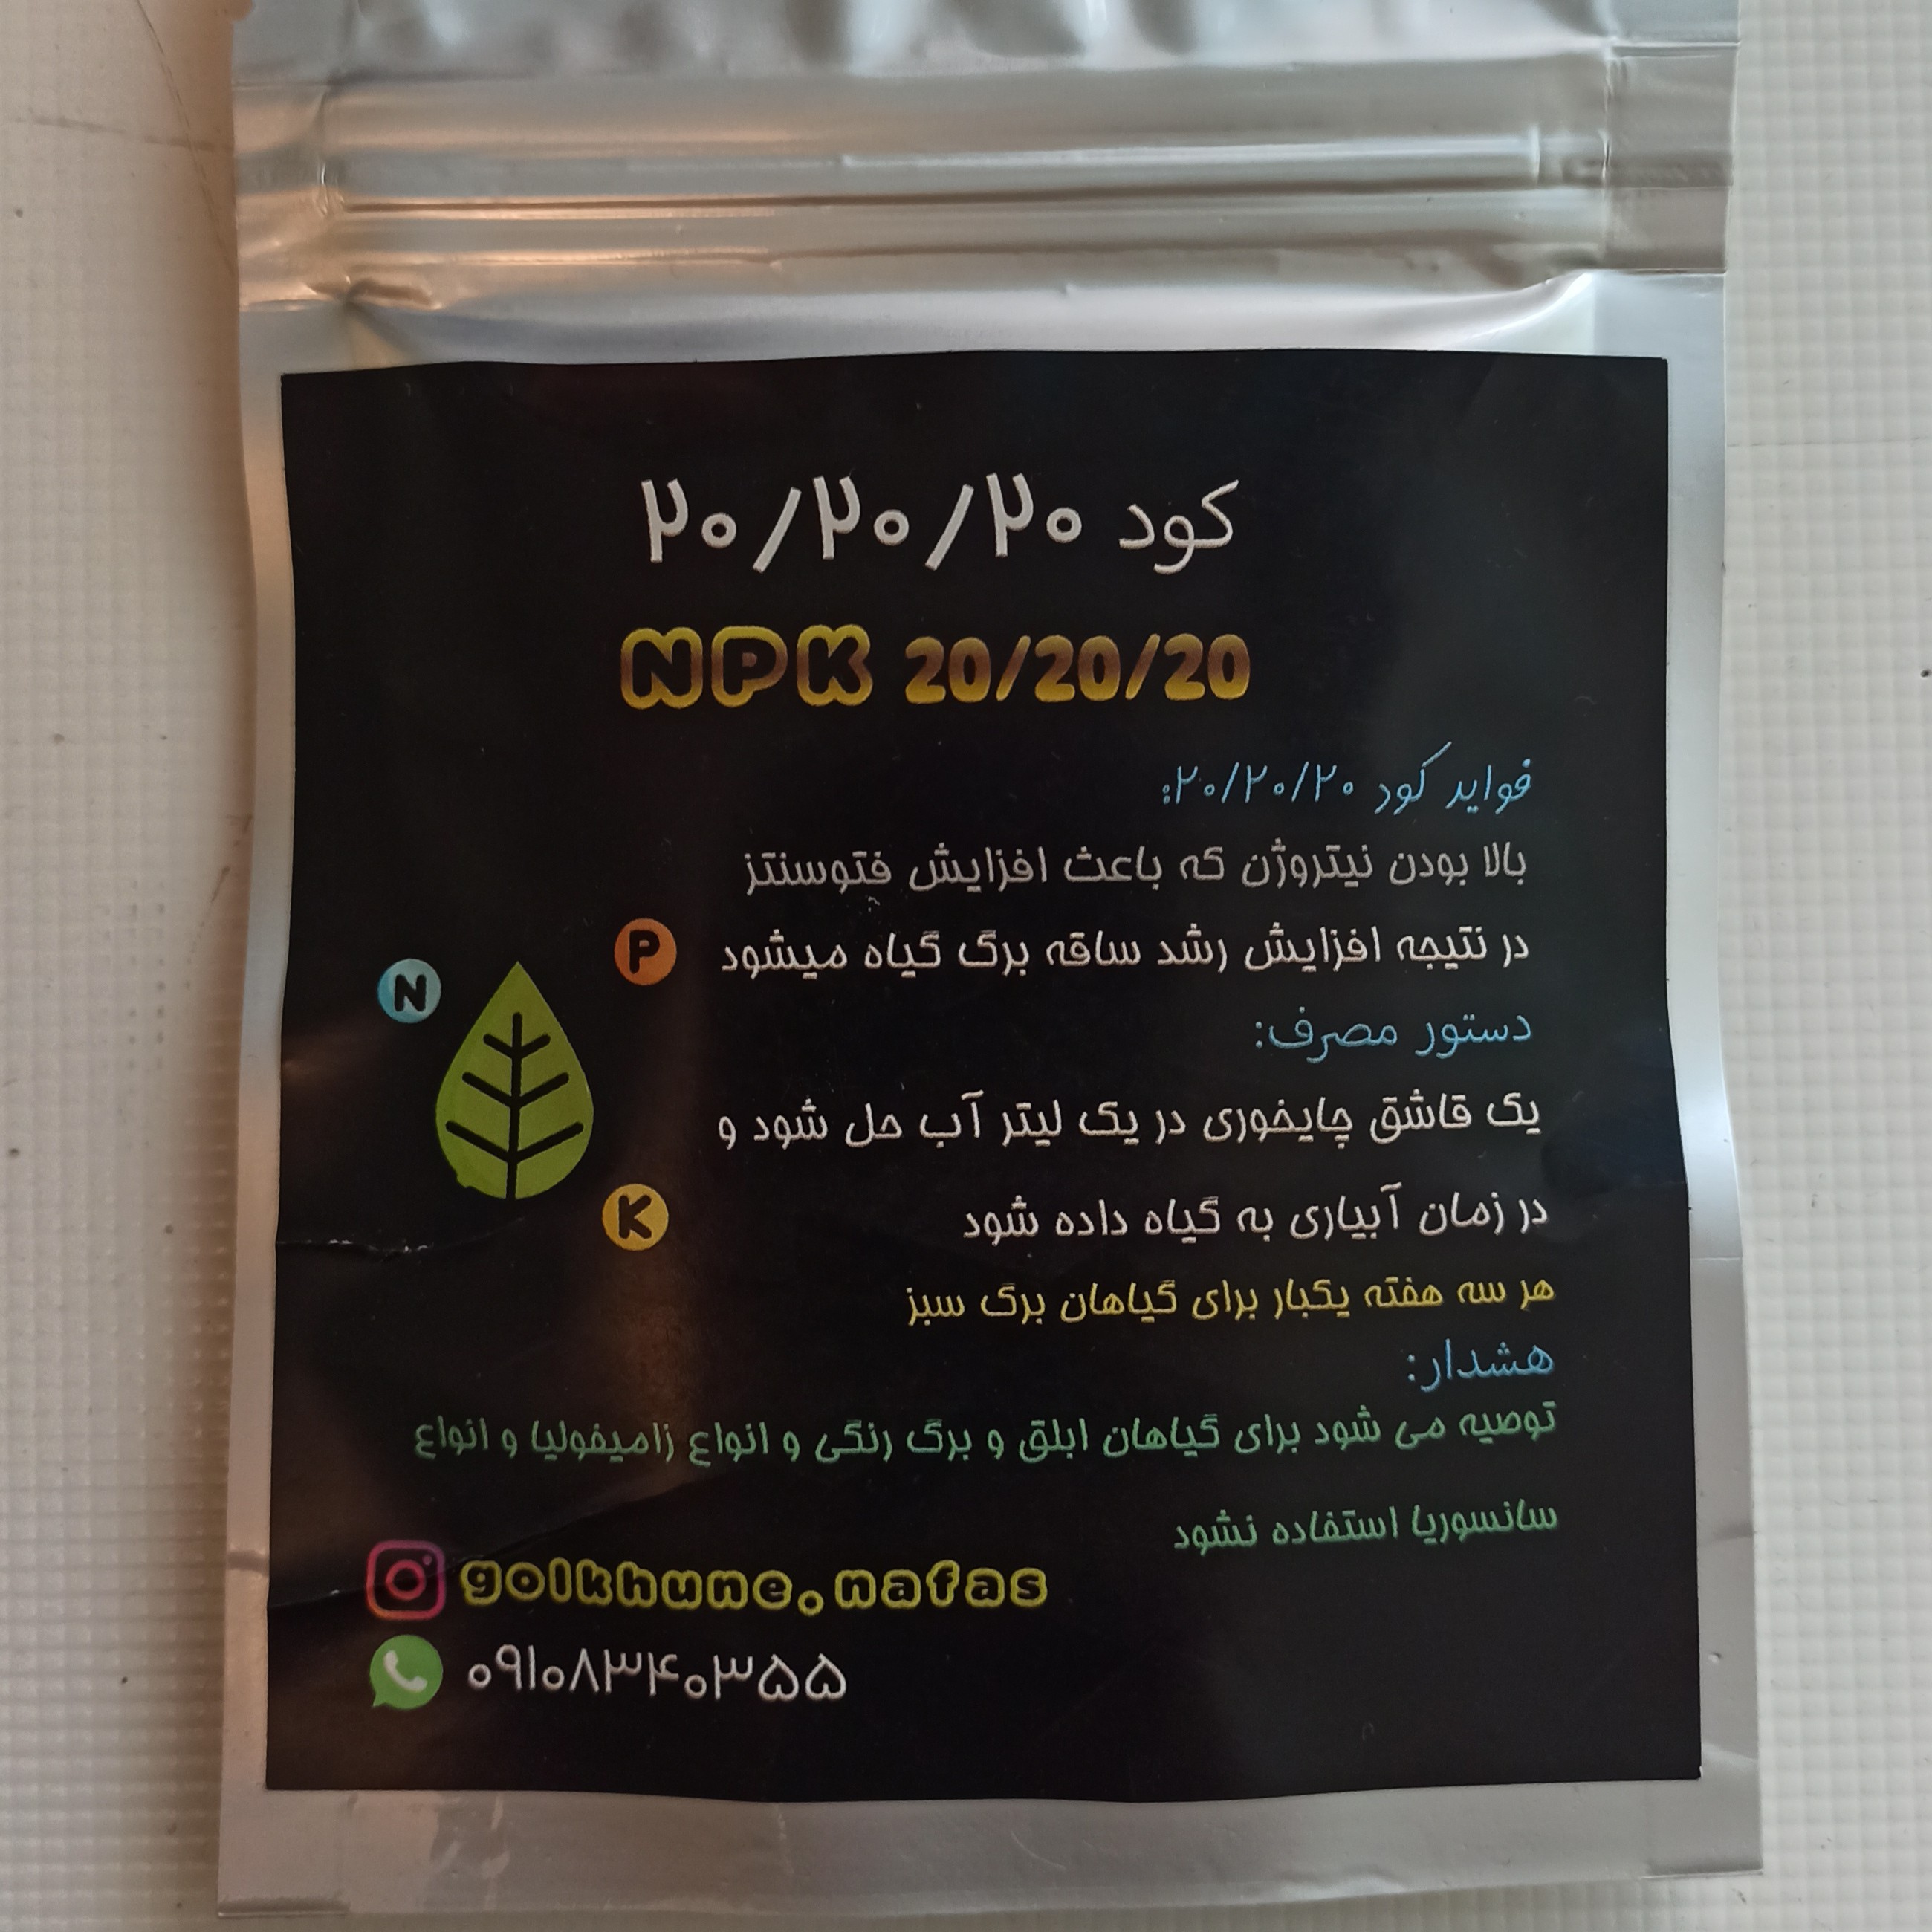 کود ۲۰/۲۰/۲۰
NPK 20/20/20
فواید کود ۲۰/۲۰/۲۰:
بالا بودن نیتروژن که باعث افزایش فتوسنتز
در نتیجه افزایش رشد ساقه برگ گیاه میشود
P
N
دستور مصرف:
یک قاشق چایخوری در یک لیتر آب حل شود و
در زمان آبیاری به گیاه داده شود
K
هر سه هفته یکبار برای گیاهان برگ سبز
هشدار:
توصیه می شود برای گیاهان ابلق و برگ رنگی و انواع زامیفولیا و انواع
سانسوریا استفاده نشود
golkhune.nafas
۰۹۱۰۸۳۴۰۳۵۵